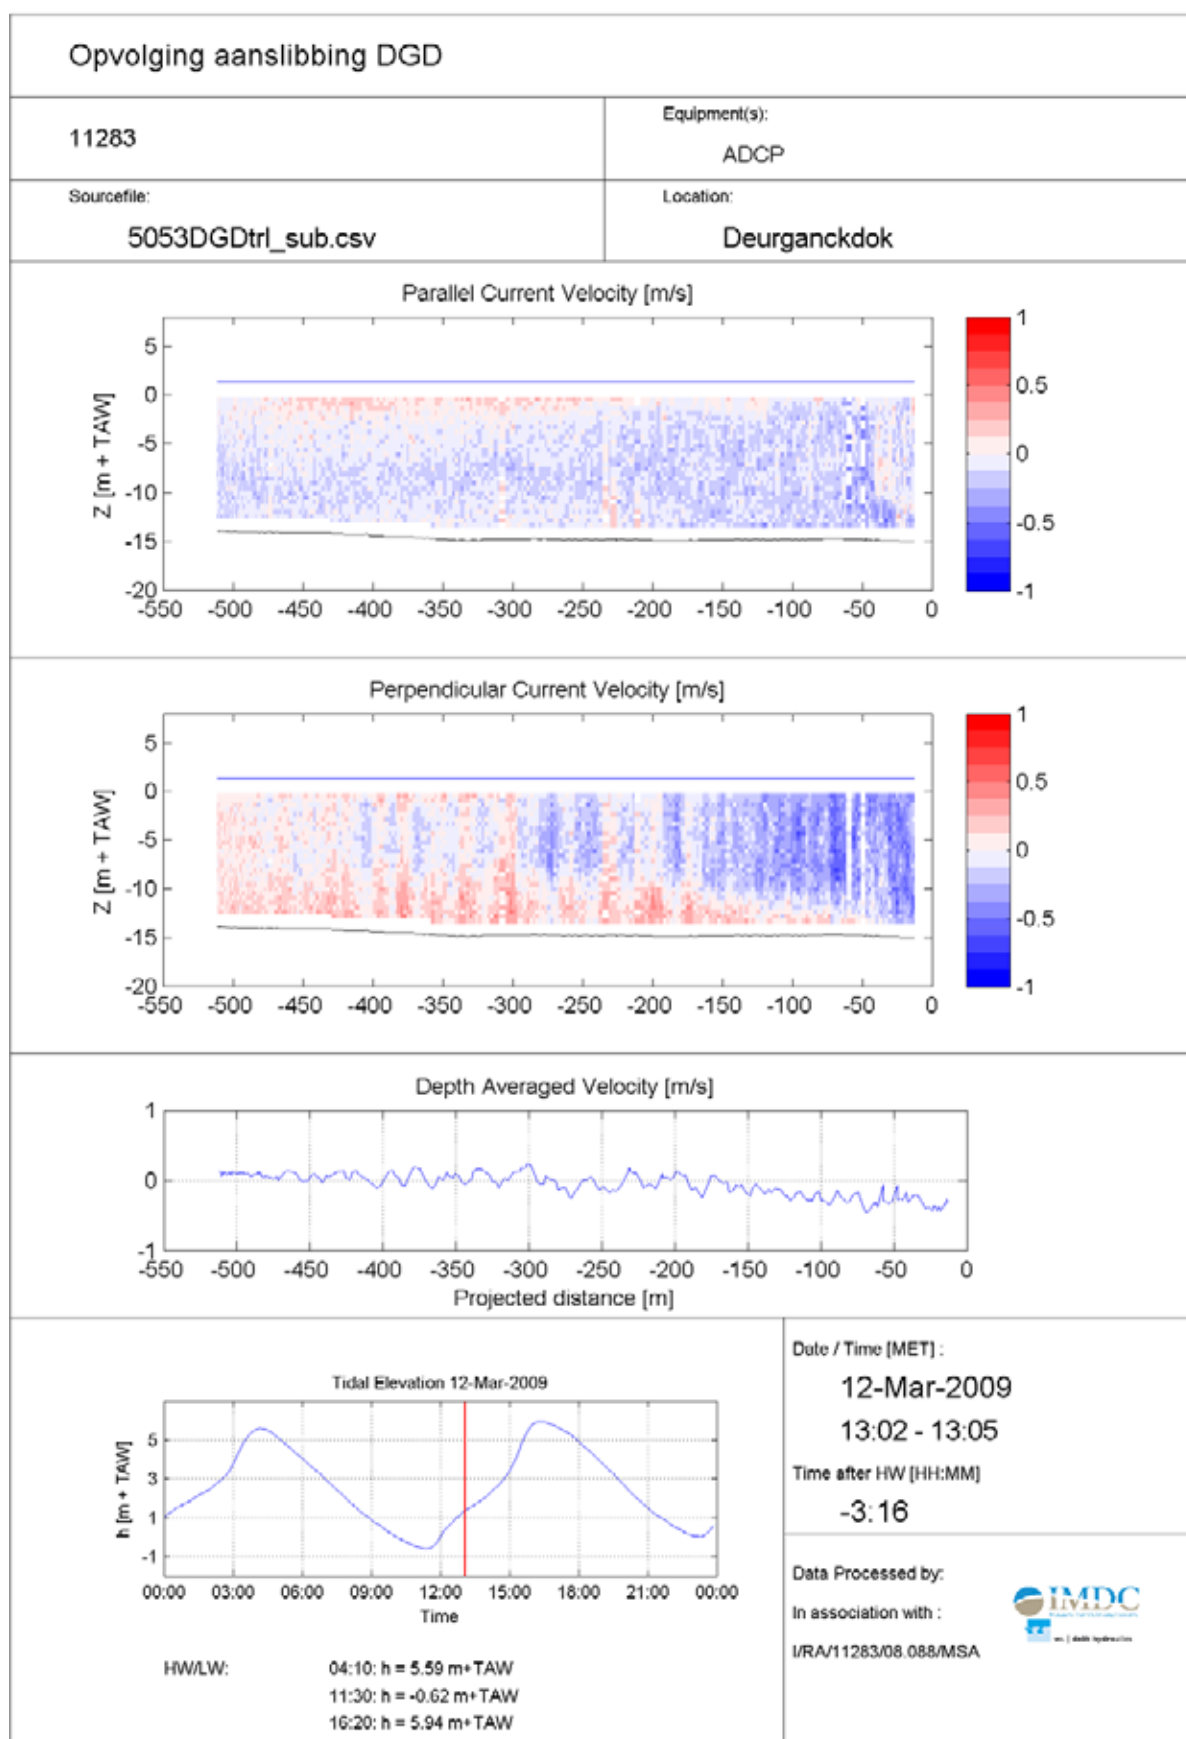 Opvolging aanslibbing DGD
11283
Equipment(s):
ADCP
Sourcefile:
5053DGDtrl_sub.csv
Location:
Deurganckdok
Parallel Current Velocity [m/s]
Z [m + TAW]
5
0
-5
-10
-15
-20
-550 -500 -450 -400 -350 -300 -250 -200 -150 -100 -50 0
1
0.5
0
-0.5
-1
Perpendicular Current Velocity [m/s]
Z [m + TAW]
5
0
-5
-10
-15
-20
-550 -500 -450 -400 -350 -300 -250 -200 -150 -100 -50 0
1
0.5
0
-0.5
-1
Depth Averaged Velocity [m/s]
1
0
-1
-550 -500 -450 -400 -350 -300 -250 -200 -150 -100 -50 0
Projected distance [m]
Tidal Elevation 12-Mar-2009
h [m + TAW]
5
3
1
-1
00:00 03:00 06:00 09:00 12:00 15:00 18:00 21:00 00:00
Time
HW/LW:
04:10: h = 5.59 m+TAW
11:30: h = -0.62 m+TAW
16:20: h = 5.94 m+TAW
Date / Time [MET] :
12-Mar-2009
13:02 - 13:05
Time after HW [HH:MM]
-3:16
Data Processed by:
In association with :
I/RA/11283/08.088/MSA
IMDC
wl | delft hydraulics